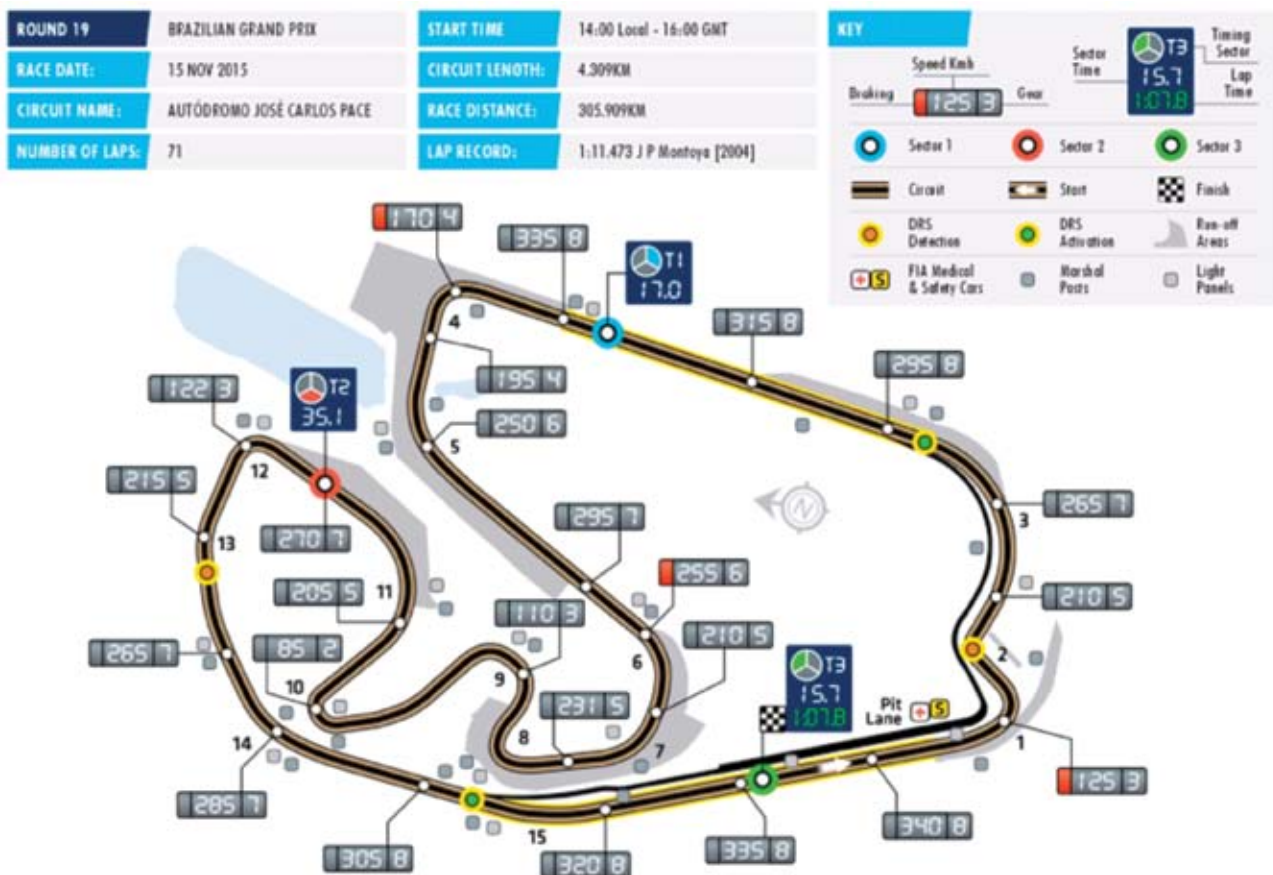 ROUND 19 BRAZILIAN GRAND PRIX
RACE DATE: 15 NOV 2015
CIRCUIT NAME: AUTÓDROMO JOSÉ CARLOS PACE
NUMBER OF LAPS: 71
START TIME 14:00 Local - 16:00 GMT
CIRCUIT LENGTH: 4.309KM
RACE DISTANCE: 305.909KM
LAP RECORD: 1:11.473 J P Montoya [2004]
KEY
Speed Kmh
Braking 125 3 Gear
Sector Time
T3
15.7
1:07.8
Timing Sector
Lap Time
Sector 1
Sector 2
Sector 3
Circuit
Start
Finish
DRS Detection
DRS Activation
Run-off Areas
S
FIA Medical & Safety Cars
Marshal Posts
Light Panels
170 4
335 8
T1
17.0
315 8
4
195 4
295 8
122 3
T2
35.1
250 6
5
12
215 5
295 7
265 7
3
13
270 7
N
255 6
205 5
11
110 3
210 5
265 7
85 2
6
210 5
2
10
9
T3
15.7
1:07.8
231 5
Pit Lane
S
14
8
7
1
125 3
285 7
15
340 8
305 8
320 8
335 8